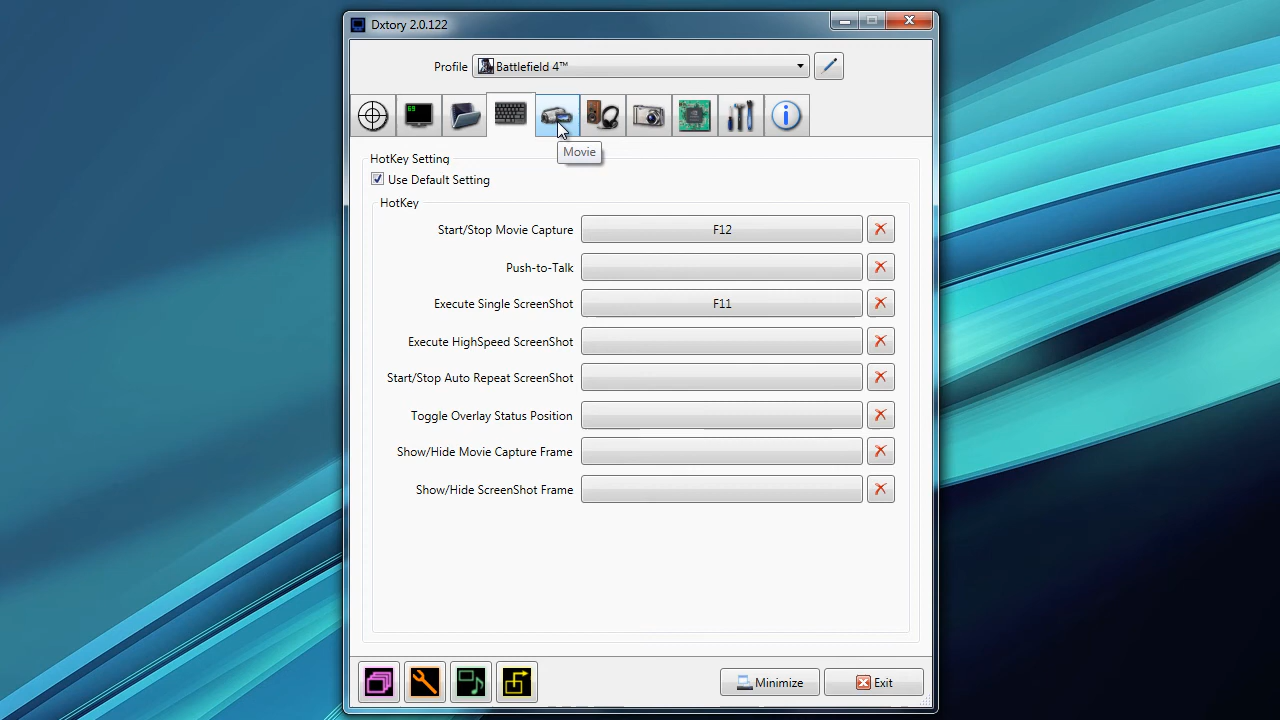 Dxtory 2.0.122
Profile Battlefield 4™
69
Movie
HotKey Setting
Use Default Setting
HotKey
Start/Stop Movie Capture F12
Push-to-Talk
Execute Single ScreenShot F11
Execute HighSpeed ScreenShot
Start/Stop Auto Repeat ScreenShot
Toggle Overlay Status Position
Show/Hide Movie Capture Frame
Show/Hide ScreenShot Frame
Minimize Exit